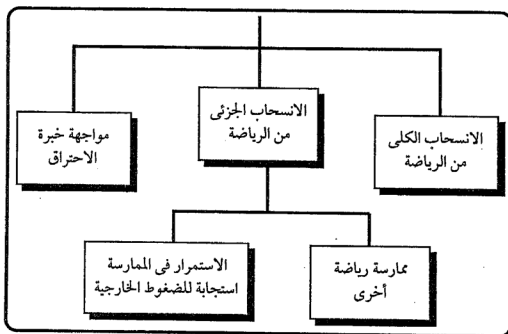 الانسحاب الكلى
من الرياضة
الانسحاب الجزئى
من الرياضة
مواجهة خبرة
الاحتراق
ممارسة رياضة
أخرى
الاستمرار فى الممارسة
استجابة للضغوط الخارجية